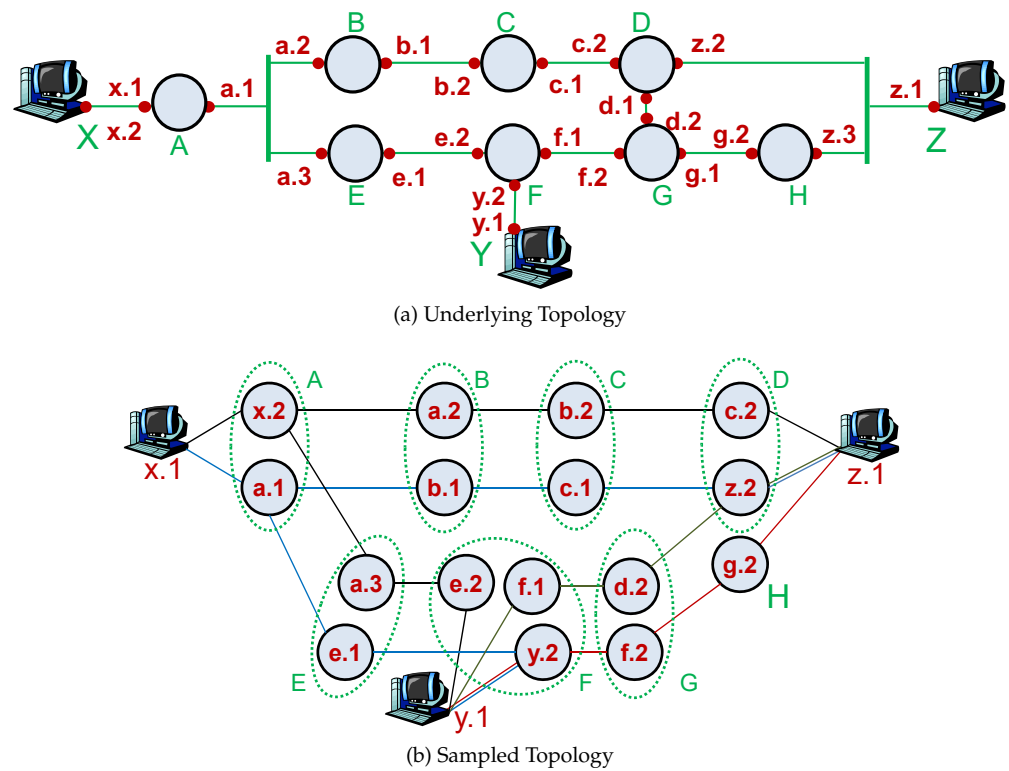 B C D
a.2 b.1 c.2 z.2
x.1 a.1 b.2 c.1 z.1
X x.2 A d.1 Z
d.2
e.2 f.1 g.2 z.3
a.3 e.1 f.2 g.1
E y.2 F G H
y.1
Y
(a) Underlying Topology
A B C D
x.2 a.2 b.2 c.2
x.1 z.1
a.1 b.1 c.1 z.2
a.3 e.2 f.1 d.2 g.2
H
e.1 y.2 f.2
E F G
y.1
(b) Sampled Topology